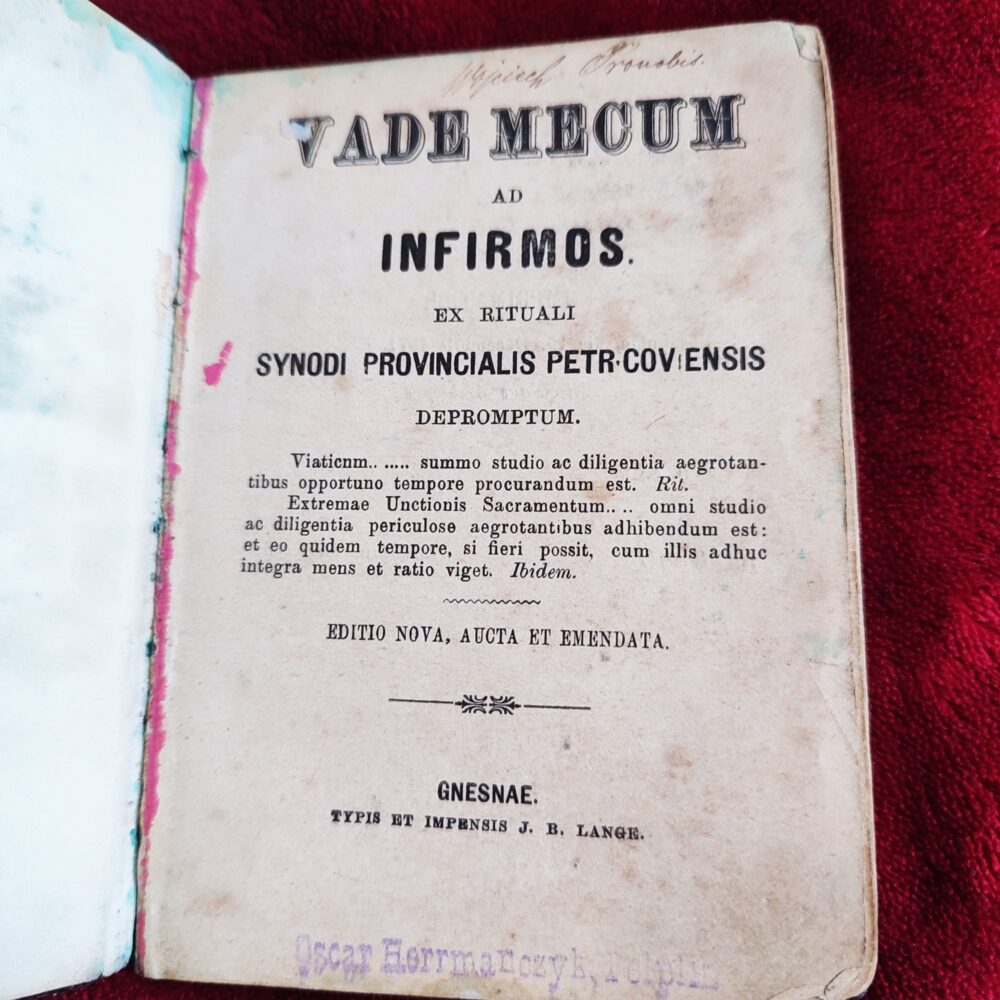 Wojciech Pronobis.
VADE MECUM
AD
INFIRMOS.
EX RITUALI
SYNODI PROVINCIALIS PETR·COVIENSIS
DEPROMPTUM.
Viaticnm.. ..... summo studio ac diligentia aegrotan-
tibus opportuno tempore procurandum est. Rit.
Extremae Unctionis Sacramentum.. .. omni studio
ac diligentia periculose aegrotantibus adhibendum est:
et eo quidem tempore, si fieri possit, cum illis adhuc
integra mens et ratio viget. Ibidem.
EDITIO NOVA, AUCTA ET EMENDATA.
GNESNAE.
TYPIS ET IMPENSIS J. B. LANGE.
Oscar Herrmanczyk, Pelplin